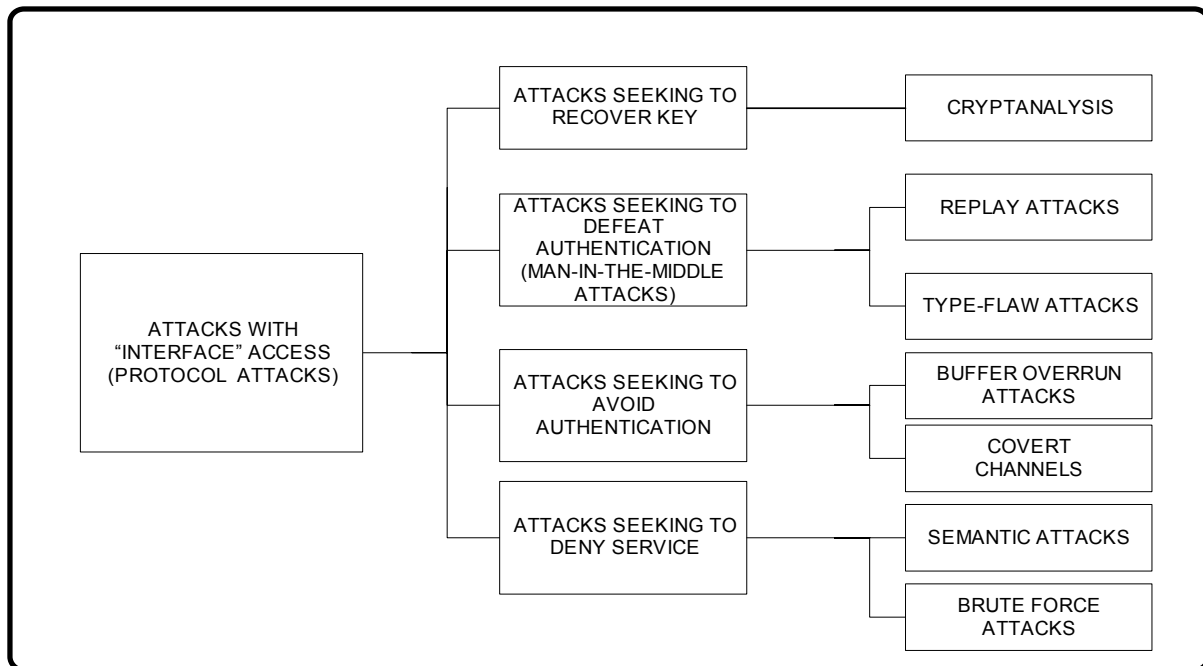 ATTACKS WITH
“INTERFACE” ACCESS
(PROTOCOL ATTACKS)
ATTACKS SEEKING TO
RECOVER KEY
ATTACKS SEEKING TO
DEFEAT
AUTHENTICATION
(MAN-IN-THE-MIDDLE
ATTACKS)
ATTACKS SEEKING TO
AVOID
AUTHENTICATION
ATTACKS SEEKING TO
DENY SERVICE
CRYPTANALYSIS
REPLAY ATTACKS
TYPE-FLAW ATTACKS
BUFFER OVERRUN
ATTACKS
COVERT
CHANNELS
SEMANTIC ATTACKS
BRUTE FORCE
ATTACKS